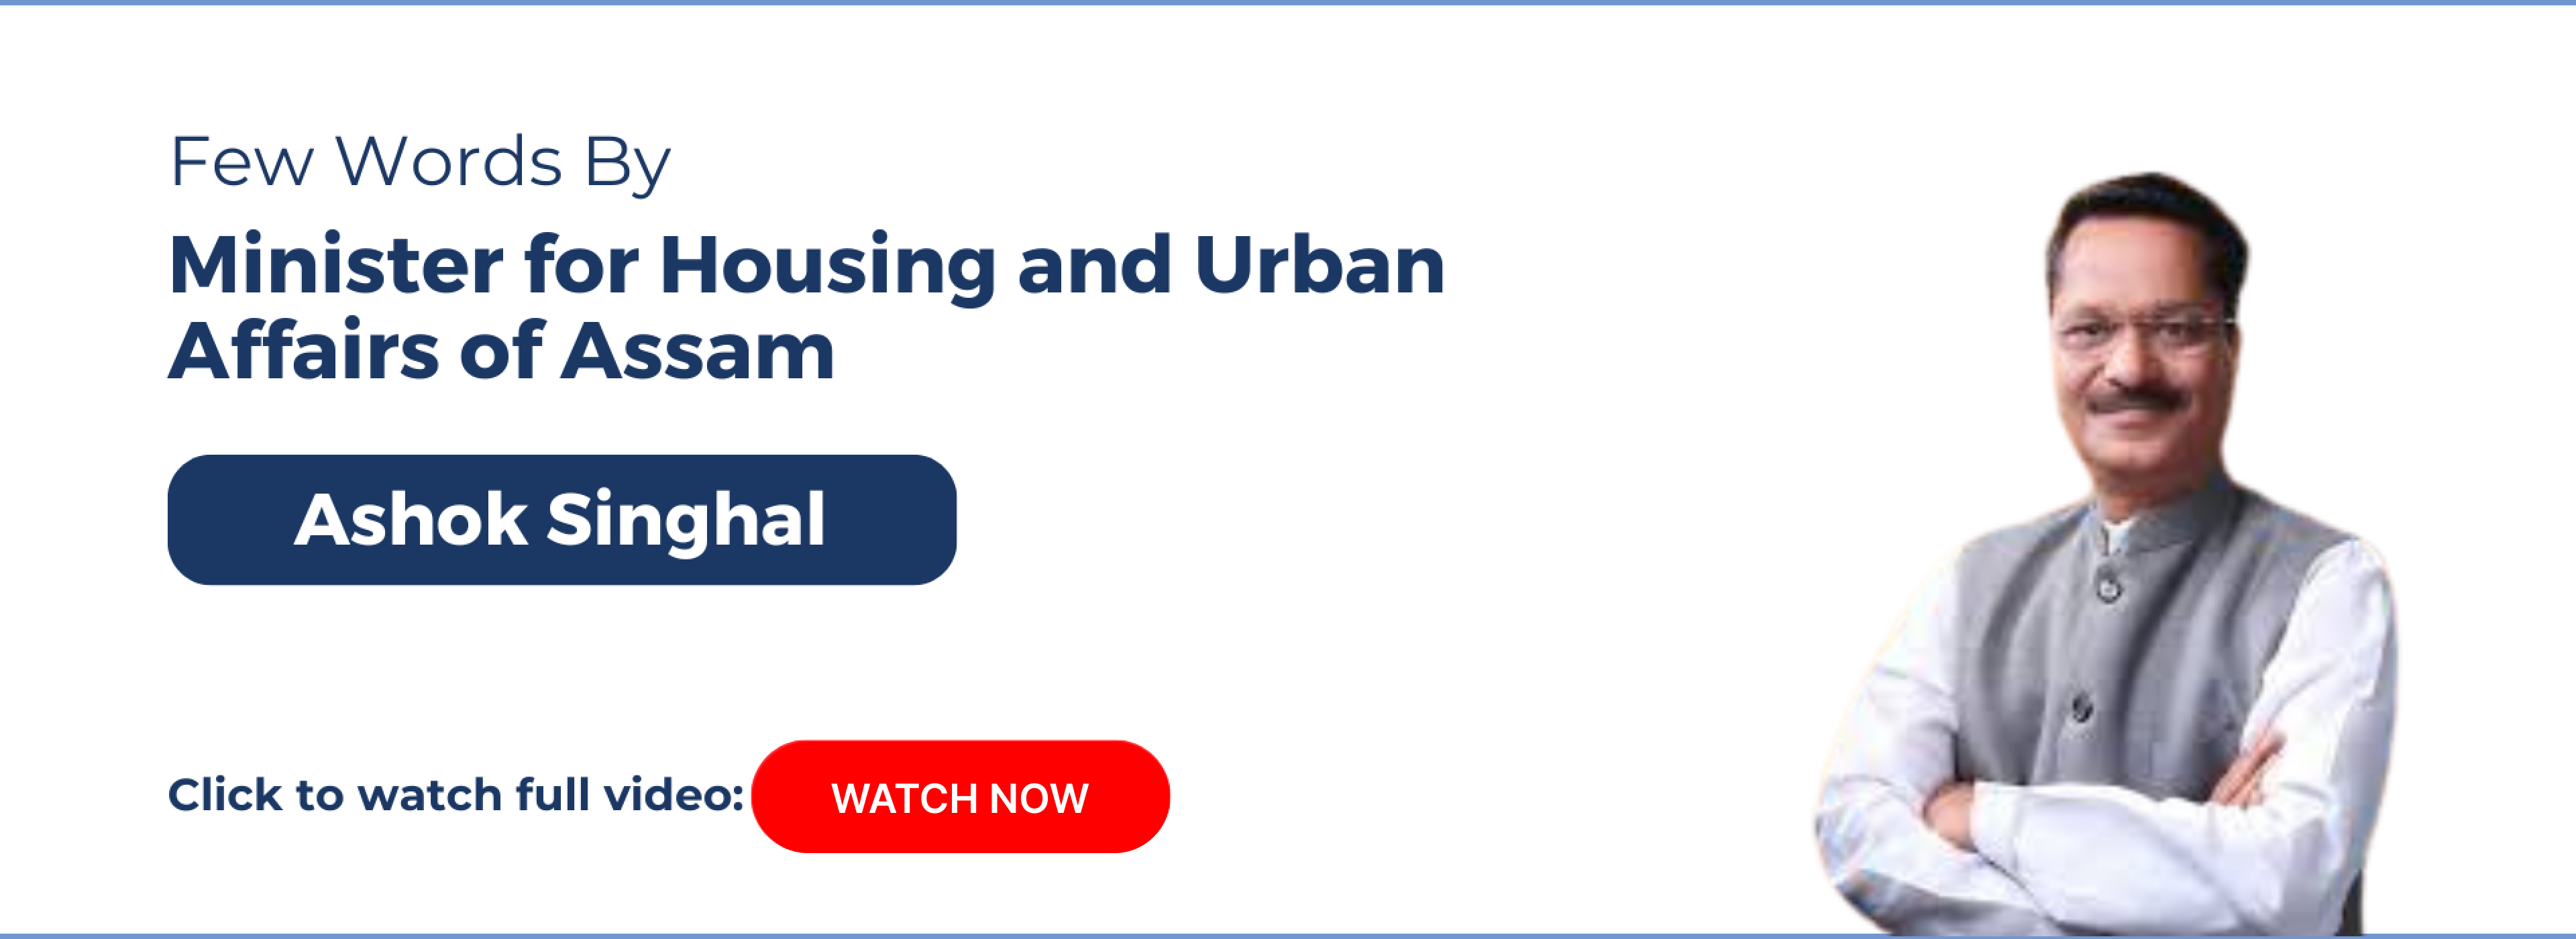 Few Words By
Minister for Housing and Urban
Affairs of Assam
Ashok Singhal
Click to watch full video:
WATCH NOW